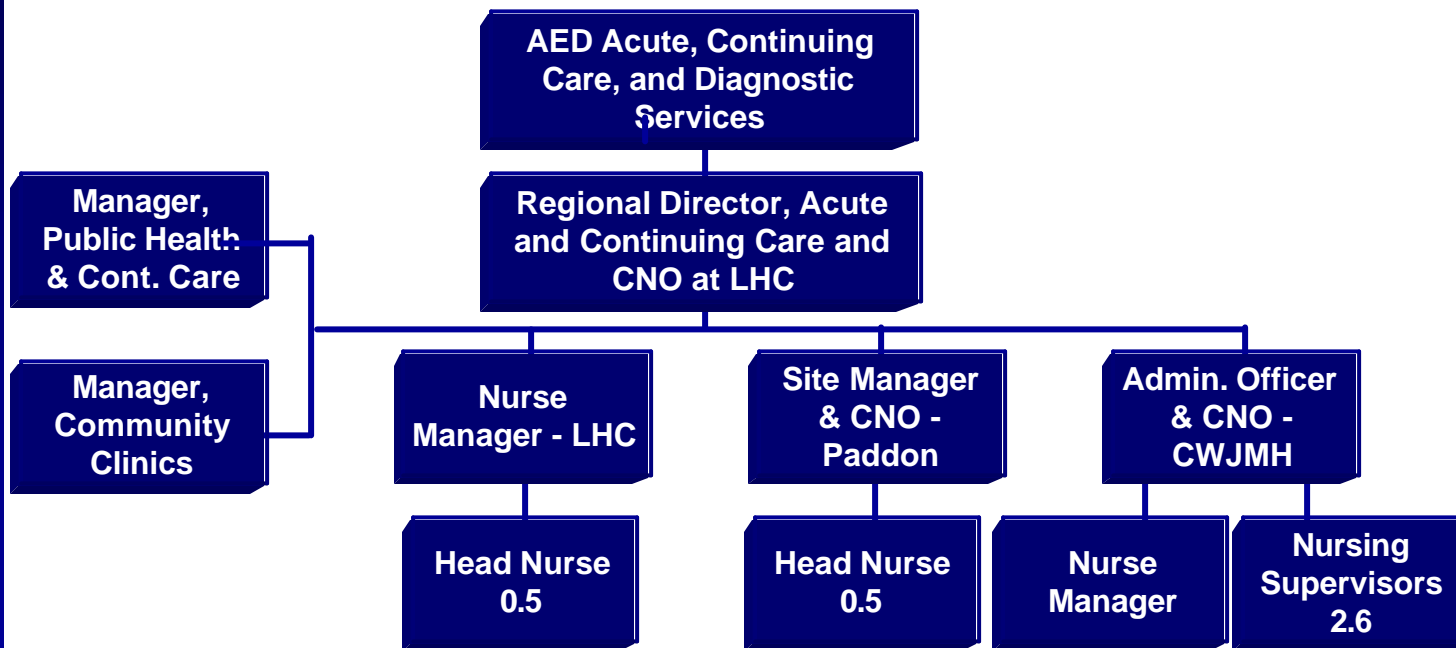 AED Acute, Continuing
Care, and Diagnostic
Services
Regional Director, Acute
and Continuing Care and
CNO at LHC
Manager,
Public Health
& Cont. Care
Manager,
Community
Clinics
Nurse
Manager - LHC
Site Manager
& CNO -
Paddon
Admin. Officer
& CNO -
CWJMH
Head Nurse
0.5
Head Nurse
0.5
Nurse
Manager
Nursing
Supervisors
2.6